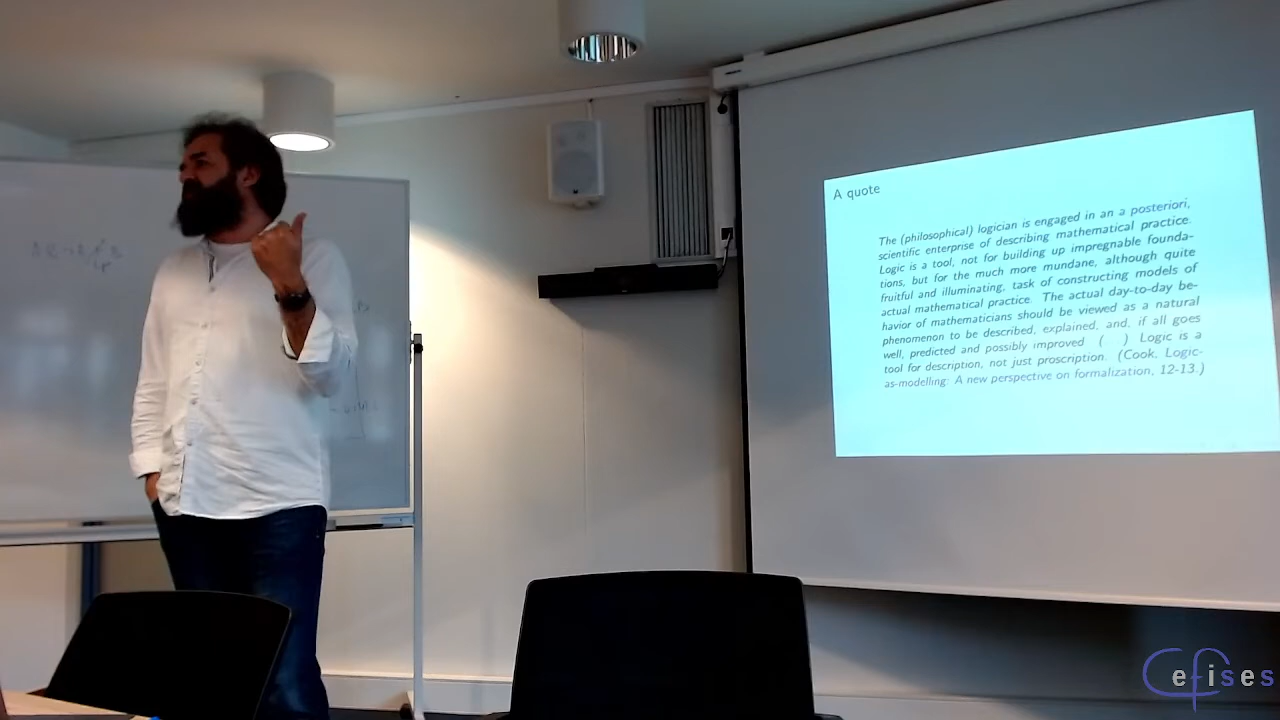 A quote
The (philosophical) logician is engaged in an a posteriori,
scientific enterprise of describing mathematical practice.
Logic is a tool, not for building up impregnable founda-
tions, but for the much more mundane, although quite
fruitful and illuminating, task of constructing models of
actual mathematical practice. The actual day-to-day be-
havior of mathematicians should be viewed as a natural
phenomenon to be described, explained, and, if all goes
well, predicted and possibly improved (...) Logic is a
tool for description, not just proscription. (Cook, Logic-
as-modelling: A new perspective on formalization, 12-13.)
Cefises